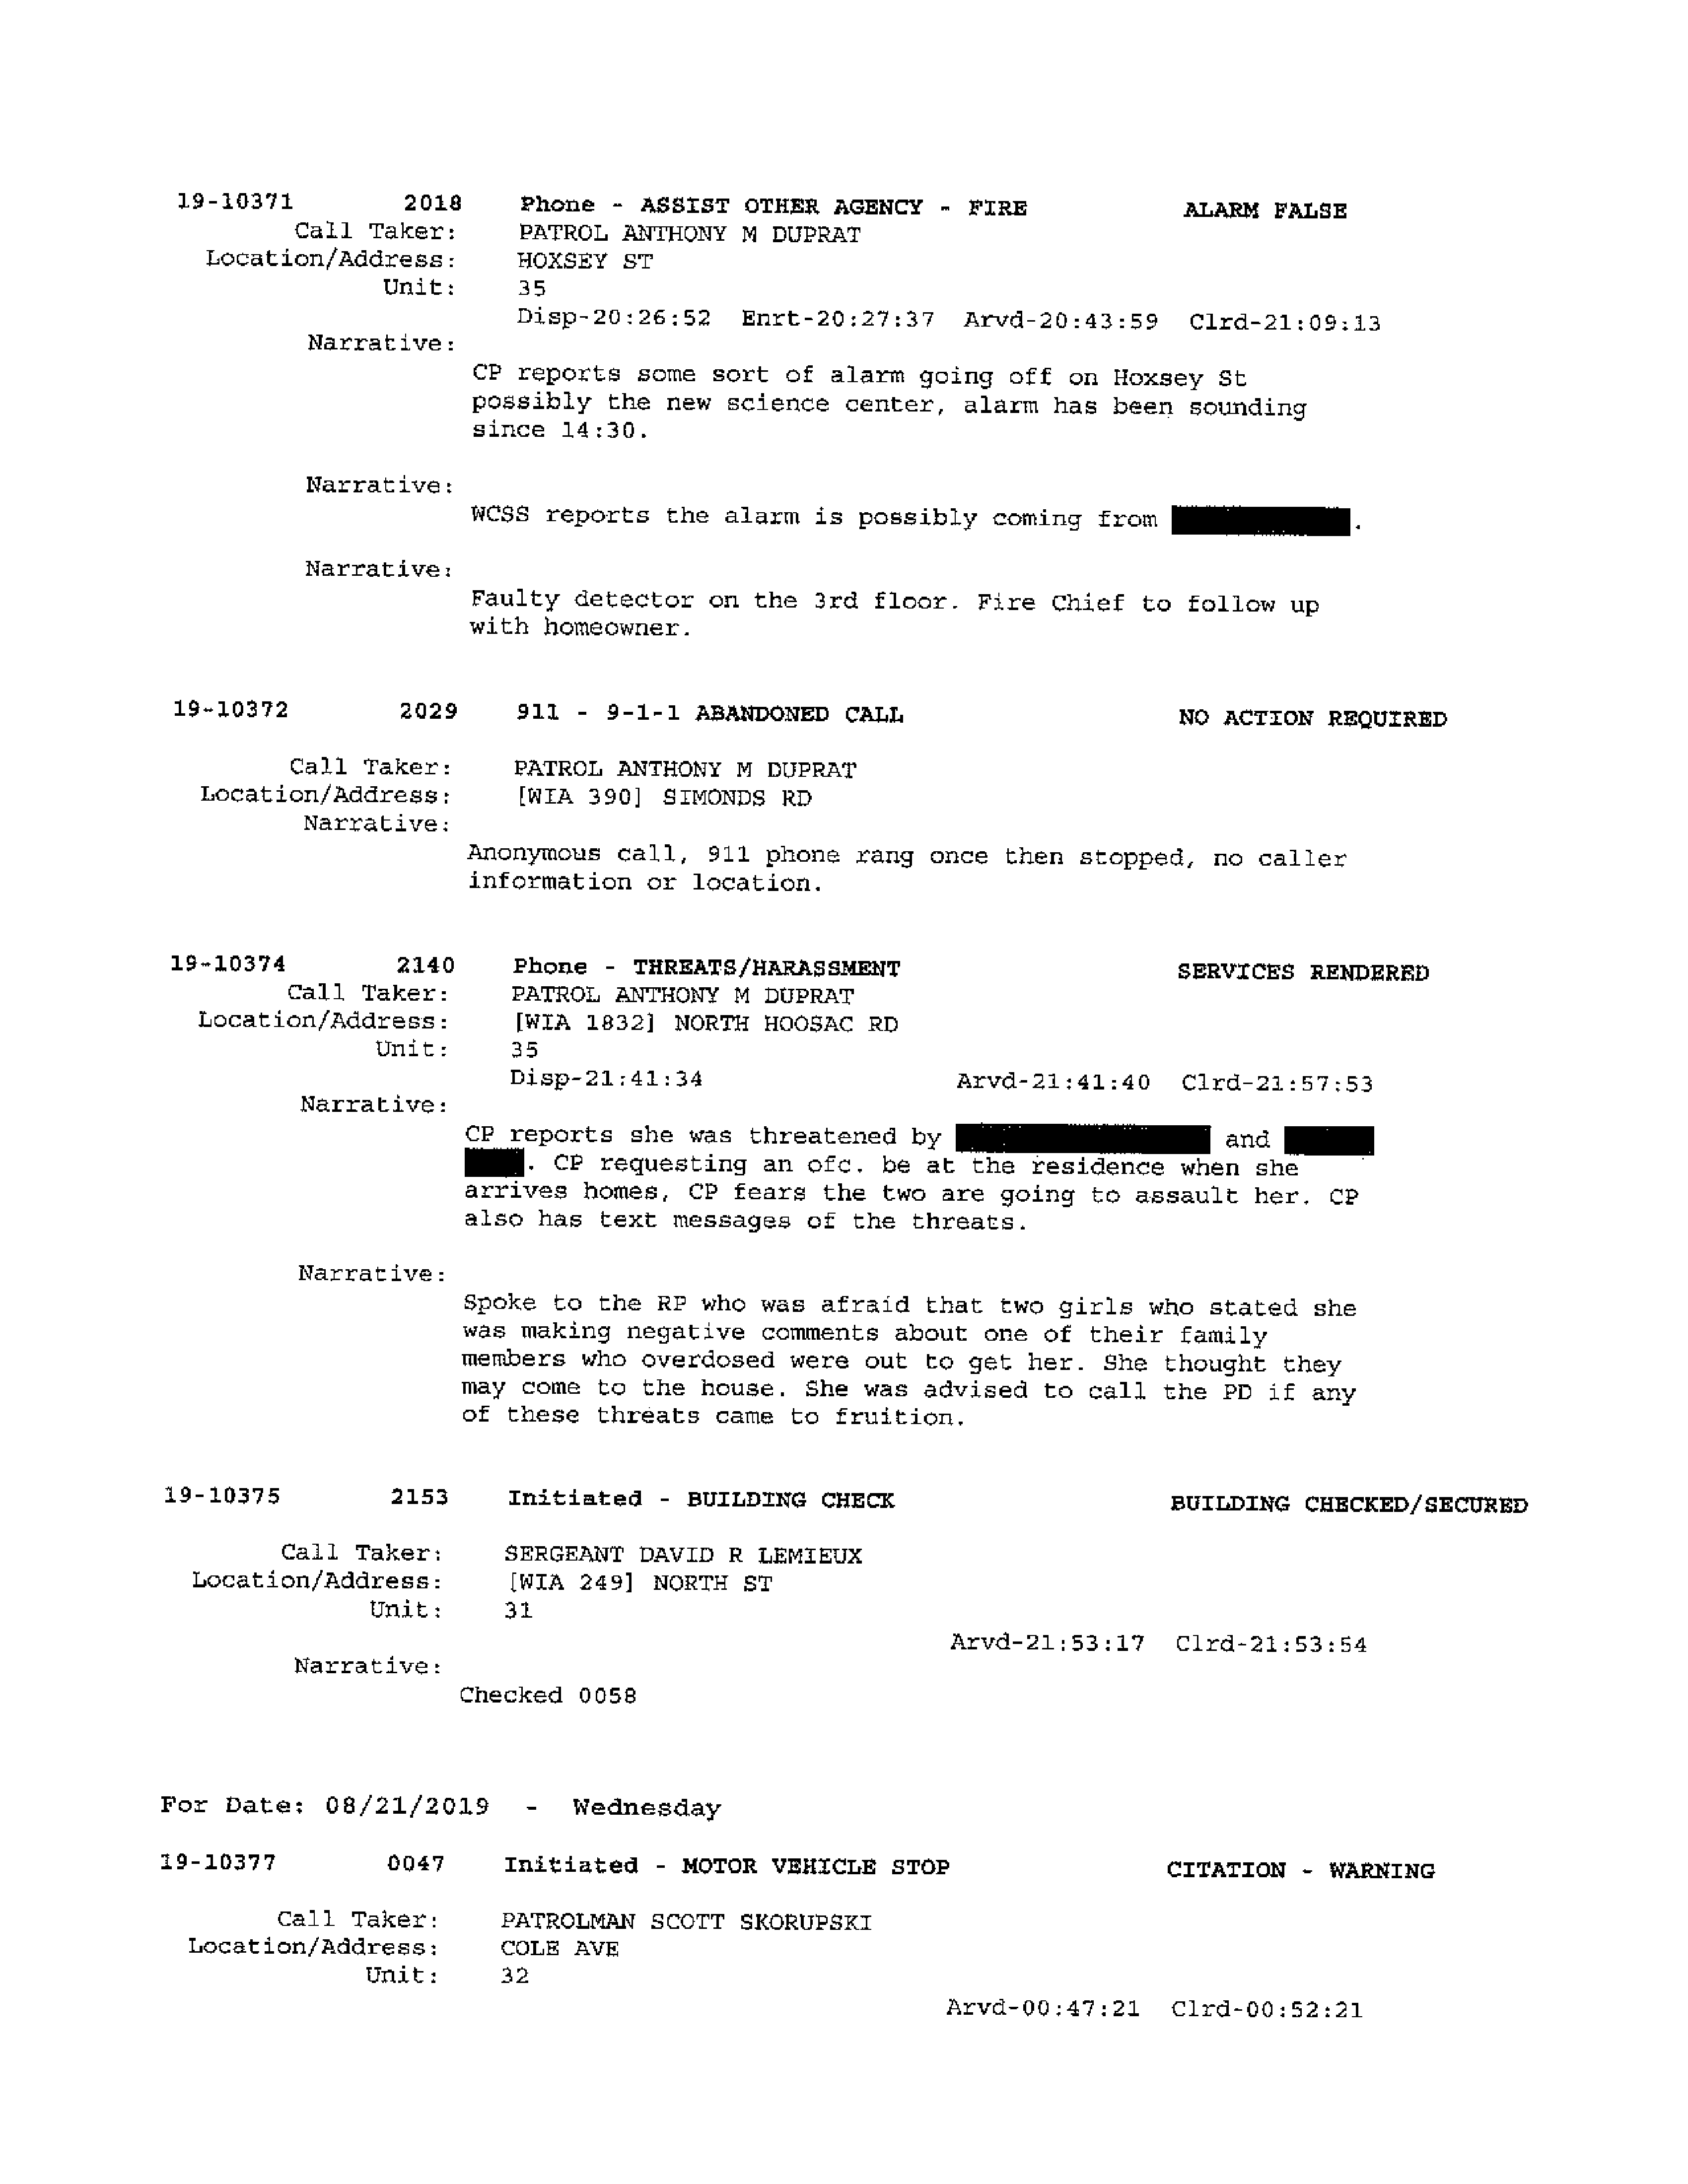 19-10371 2018 Phone - ASSIST OTHER AGENCY - FIRE ALARM FALSE
Call Taker: PATROL ANTHONY M DUPRAT
Location/Address: HOXSEY ST
Unit: 35
Disp-20:26:52 Enrt-20:27:37 Arvd-20:43:59 Clrd-21:09:13
Narrative:
CP reports some sort of alarm going off on Hoxsey St
possibly the new science center, alarm has been sounding
since 14:30.
Narrative:
WCSS reports the alarm is possibly coming from .
Narrative:
Faulty detector on the 3rd floor. Fire Chief to follow up
with homeowner.
19-10372 2029 911 - 9-1-1 ABANDONED CALL NO ACTION REQUIRED
Call Taker: PATROL ANTHONY M DUPRAT
Location/Address: [WIA 390] SIMONDS RD
Narrative:
Anonymous call, 911 phone rang once then stopped, no caller
information or location.
19-10374 2140 Phone - THREATS/HARASSMENT SERVICES RENDERED
Call Taker: PATROL ANTHONY M DUPRAT
Location/Address: [WIA 1832] NORTH HOOSAC RD
Unit: 35
Disp-21:41:34 Arvd-21:41:40 Clrd-21:57:53
Narrative:
CP reports she was threatened by and
. CP requesting an ofc. be at the residence when she
arrives homes, CP fears the two are going to assault her. CP
also has text messages of the threats.
Narrative:
Spoke to the RP who was afraid that two girls who stated she
was making negative comments about one of their family
members who overdosed were out to get her. She thought they
may come to the house. She was advised to call the PD if any
of these threats came to fruition.
19-10375 2153 Initiated - BUILDING CHECK BUILDING CHECKED/SECURED
Call Taker: SERGEANT DAVID R LEMIEUX
Location/Address: [WIA 249] NORTH ST
Unit: 31
Arvd-21:53:17 Clrd-21:53:54
Narrative:
Checked 0058
For Date: 08/21/2019 - Wednesday
19-10377 0047 Initiated - MOTOR VEHICLE STOP CITATION - WARNING
Call Taker: PATROLMAN SCOTT SKORUPSKI
Location/Address: COLE AVE
Unit: 32
Arvd-00:47:21 Clrd-00:52:21